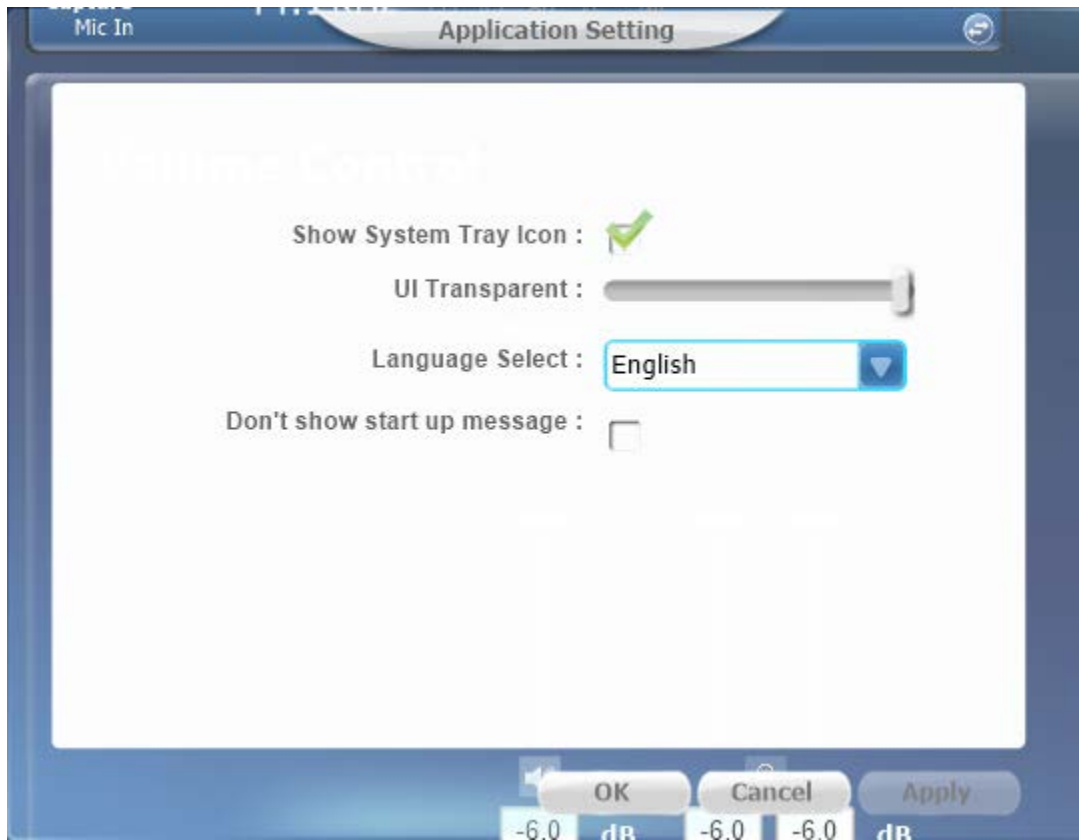 Mic In
Application Setting
Show System Tray Icon :
UI Transparent :
Language Select :
English
Don't show start up message :
OK
Cancel
Apply
-6.0
dB
-6.0
-6.0
dB